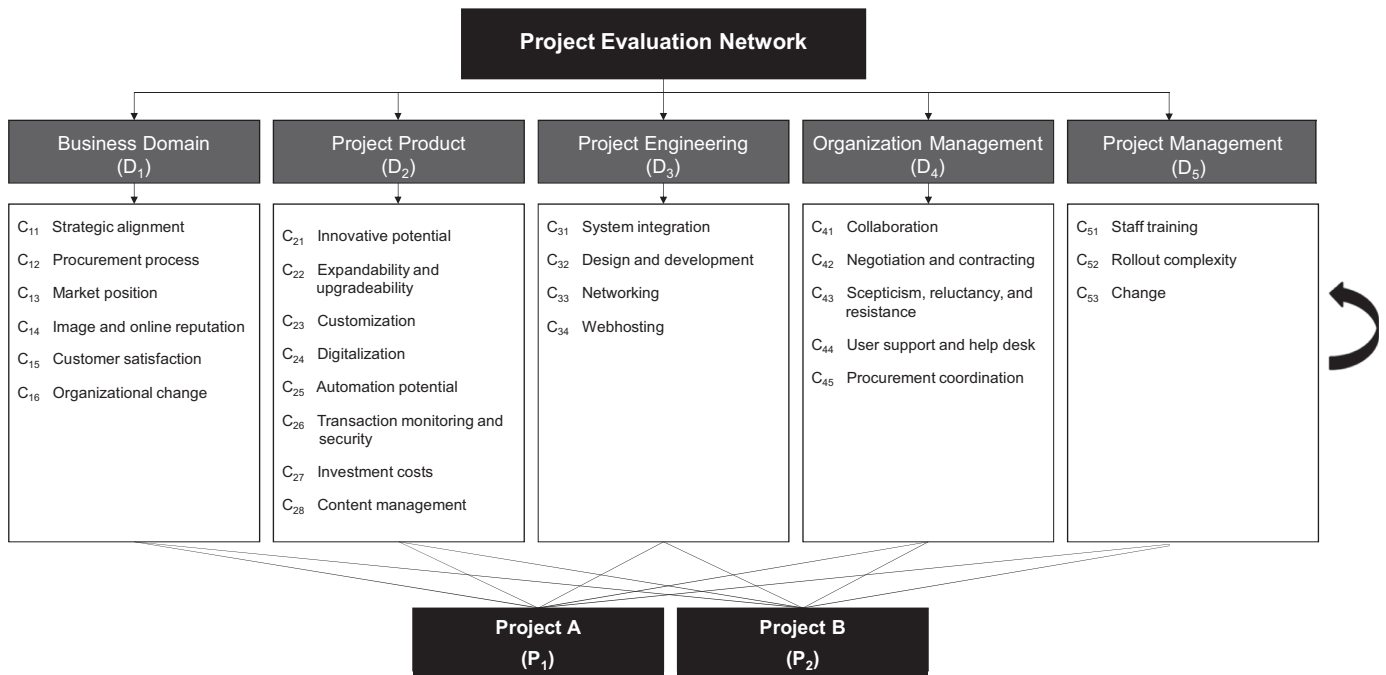 Project Evaluation Network
Business Domain
(D₁)
Project Product
(D₂)
Project Engineering
(D₃)
Organization Management
(D₄)
Project Management
(D₅)
C₁₁ Strategic alignment
C₁₂ Procurement process
C₁₃ Market position
C₁₄ Image and online reputation
C₁₅ Customer satisfaction
C₁₆ Organizational change
C₂₁ Innovative potential
C₂₂ Expandability and
upgradeability
C₂₃ Customization
C₂₄ Digitalization
C₂₅ Automation potential
C₂₆ Transaction monitoring and
security
C₂₇ Investment costs
C₂₈ Content management
C₃₁ System integration
C₃₂ Design and development
C₃₃ Networking
C₃₄ Webhosting
C₄₁ Collaboration
C₄₂ Negotiation and contracting
C₄₃ Scepticism, reluctancy, and
resistance
C₄₄ User support and help desk
C₄₅ Procurement coordination
C₅₁ Staff training
C₅₂ Rollout complexity
C₅₃ Change
Project A
(P₁)
Project B
(P₂)